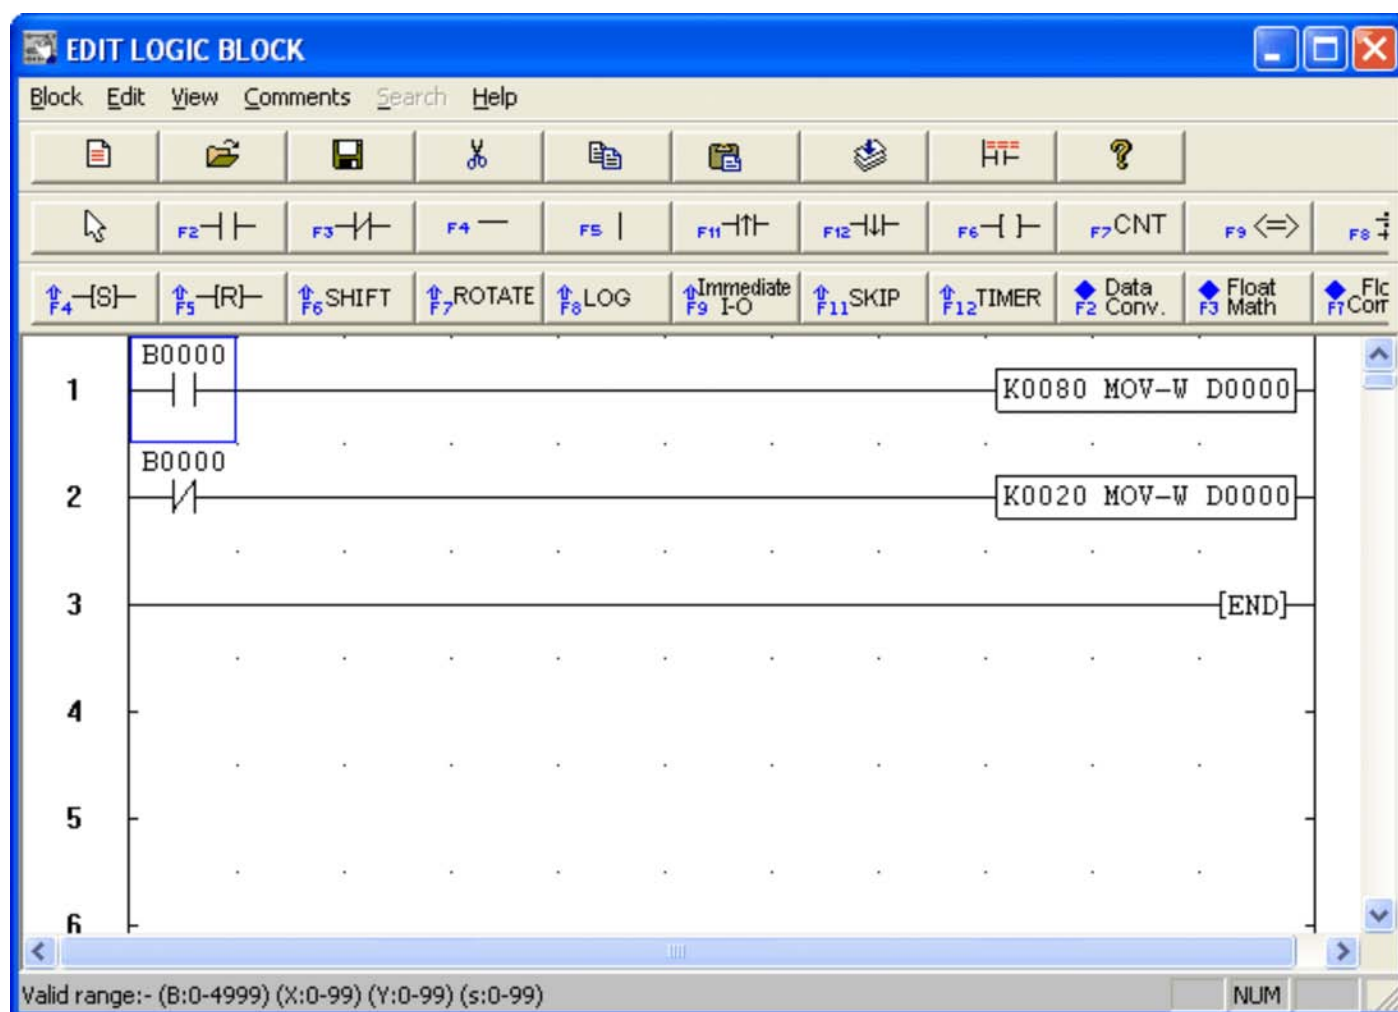 EDIT LOGIC BLOCK
Block Edit View Comments Search Help
F2 F3 F4 F5 F11 F12 F6 F7 CNT F9 <=> F8
F4 [S] F5 [R] F6 SHIFT F7 ROTATE F8 LOG F9 Immediate I-O F11 SKIP F12 TIMER F2 Data Conv. F3 Float Math
B0000
1 K0080 MOV-W D0000
B0000
2 K0020 MOV-W D0000
3 [END]
4
5
6
Valid range:- (B:0-4999) (X:0-99) (Y:0-99) (s:0-99) NUM